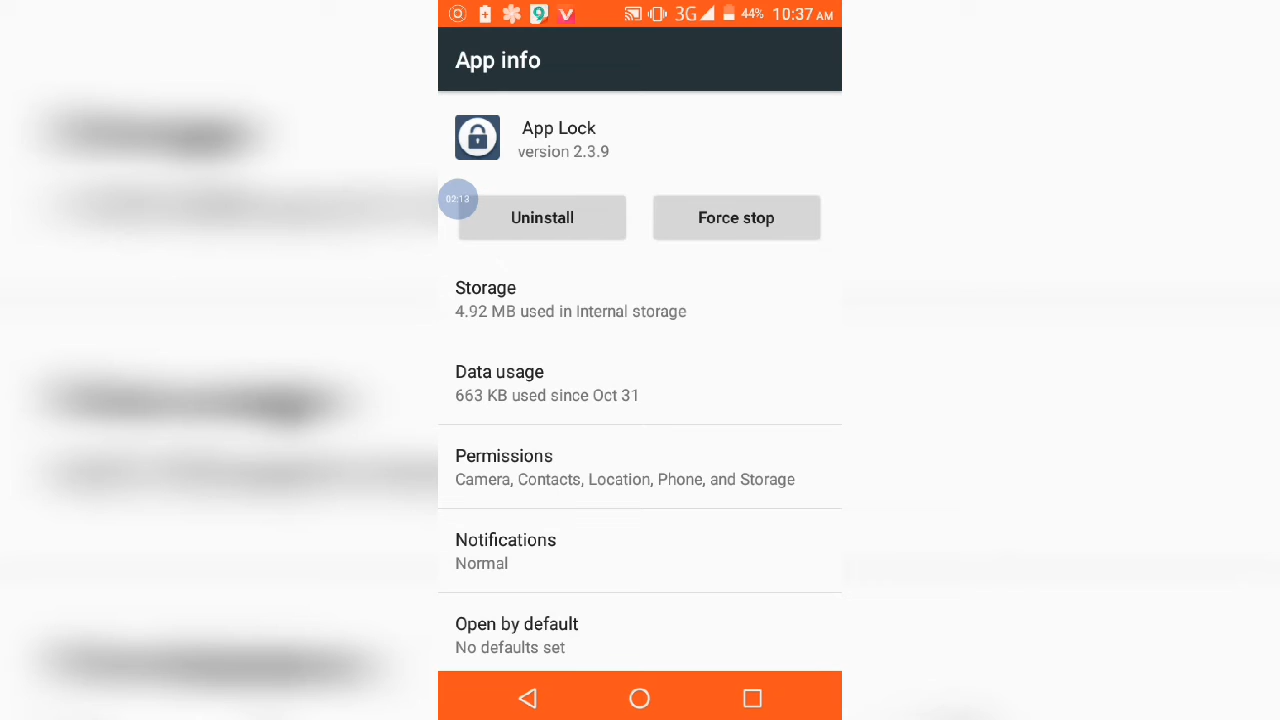 3G 44% 10:37 AM
App info
App Lock
version 2.3.9
02:13
Uninstall Force stop
Storage
4.92 MB used in Internal storage
Data usage
663 KB used since Oct 31
Permissions
Camera, Contacts, Location, Phone, and Storage
Notifications
Normal
Open by default
No defaults set